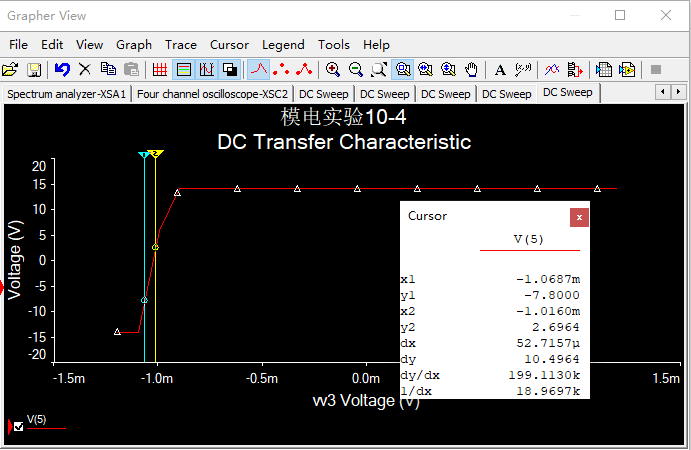 Grapher View
File Edit View Graph Trace Cursor Legend Tools Help
Spectrum analyzer-XSA1 Four channel oscilloscope-XSC2 DC Sweep DC Sweep DC Sweep DC Sweep DC Sweep
模电实验10-4
DC Transfer Characteristic
1 2
Voltage (V)
20
15
10
5
0
-5
-10
-15
-20
-1.5m -1.0m -0.5m 0.0m 1.5m
vv3 Voltage (V)
Cursor
V(5)
x1 -1.0687m
y1 -7.8000
x2 -1.0160m
y2 2.6964
dx 52.7157µ
dy 10.4964
dy/dx 199.1130k
1/dx 18.9697k
V(5)